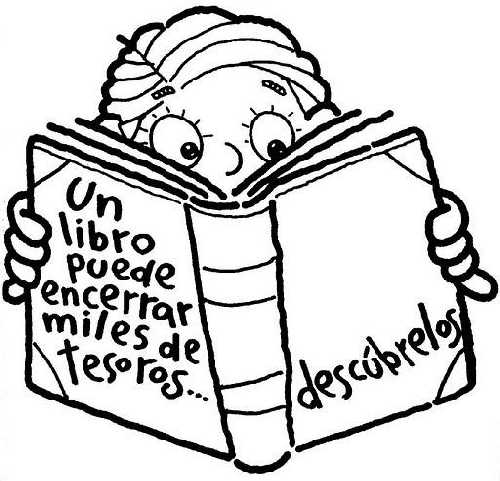 Un
libro
puede
encerrar
miles de
tesoros...
descúbrelos